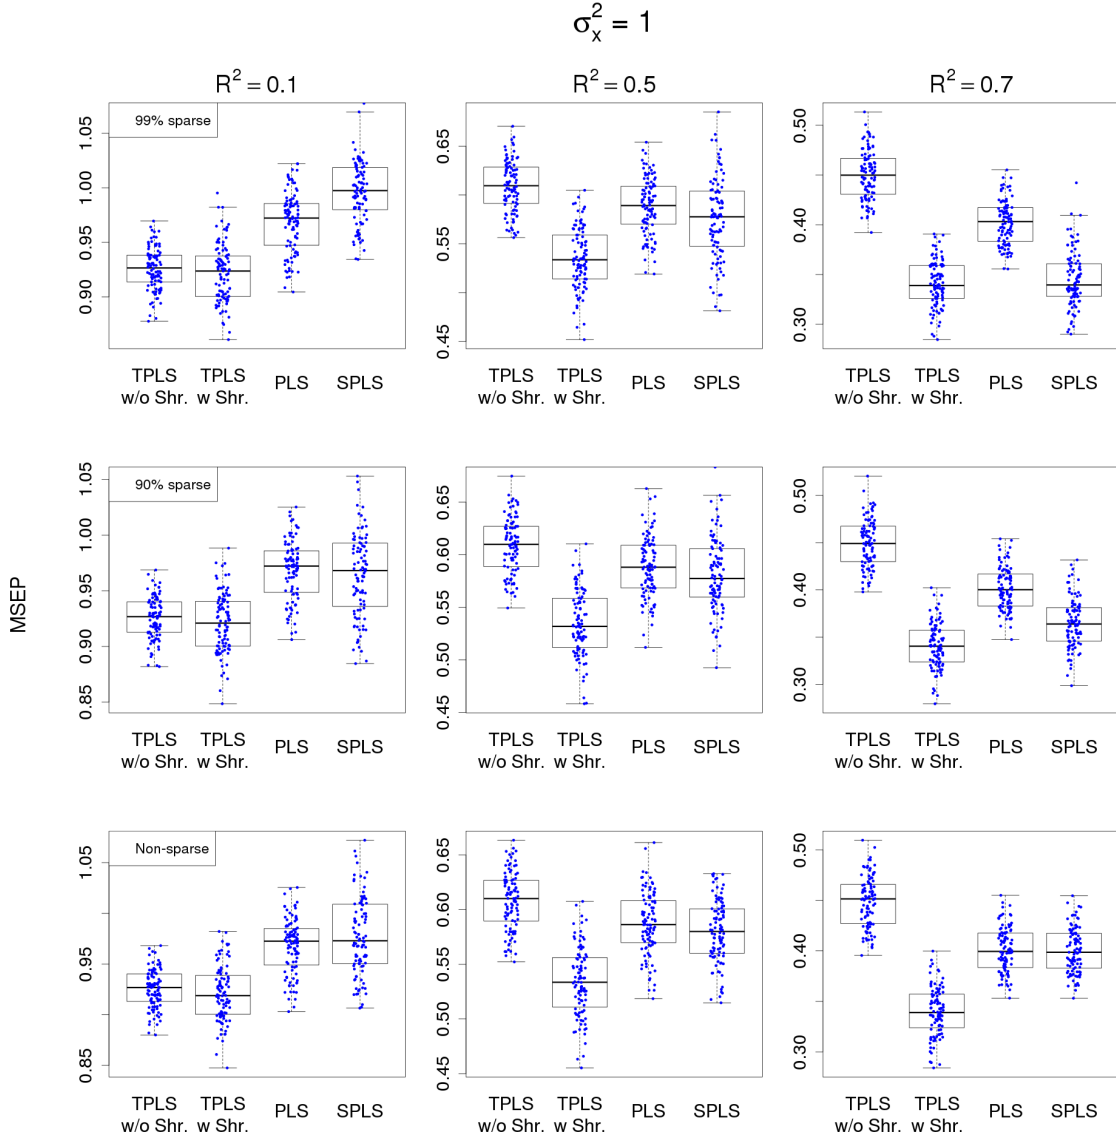 σ²ₓ = 1
R² = 0.1 R² = 0.5 R² = 0.7
MSEP
99% sparse
1.05
1.00
0.95
0.90
TPLS TPLS PLS SPLS
w/o Shr. w Shr.
0.65
0.55
0.45
TPLS TPLS PLS SPLS
w/o Shr. w Shr.
0.50
0.40
0.30
TPLS TPLS PLS SPLS
w/o Shr. w Shr.
90% sparse
1.05
1.00
0.95
0.90
0.85
TPLS TPLS PLS SPLS
w/o Shr. w Shr.
0.65
0.60
0.50
0.45
TPLS TPLS PLS SPLS
w/o Shr. w Shr.
0.50
0.40
0.30
TPLS TPLS PLS SPLS
w/o Shr. w Shr.
Non-sparse
1.05
0.95
0.85
TPLS TPLS PLS SPLS
w/o Shr. w Shr.
0.65
0.60
0.55
0.50
0.45
TPLS TPLS PLS SPLS
w/o Shr. w Shr.
0.50
0.40
0.30
TPLS TPLS PLS SPLS
w/o Shr. w Shr.